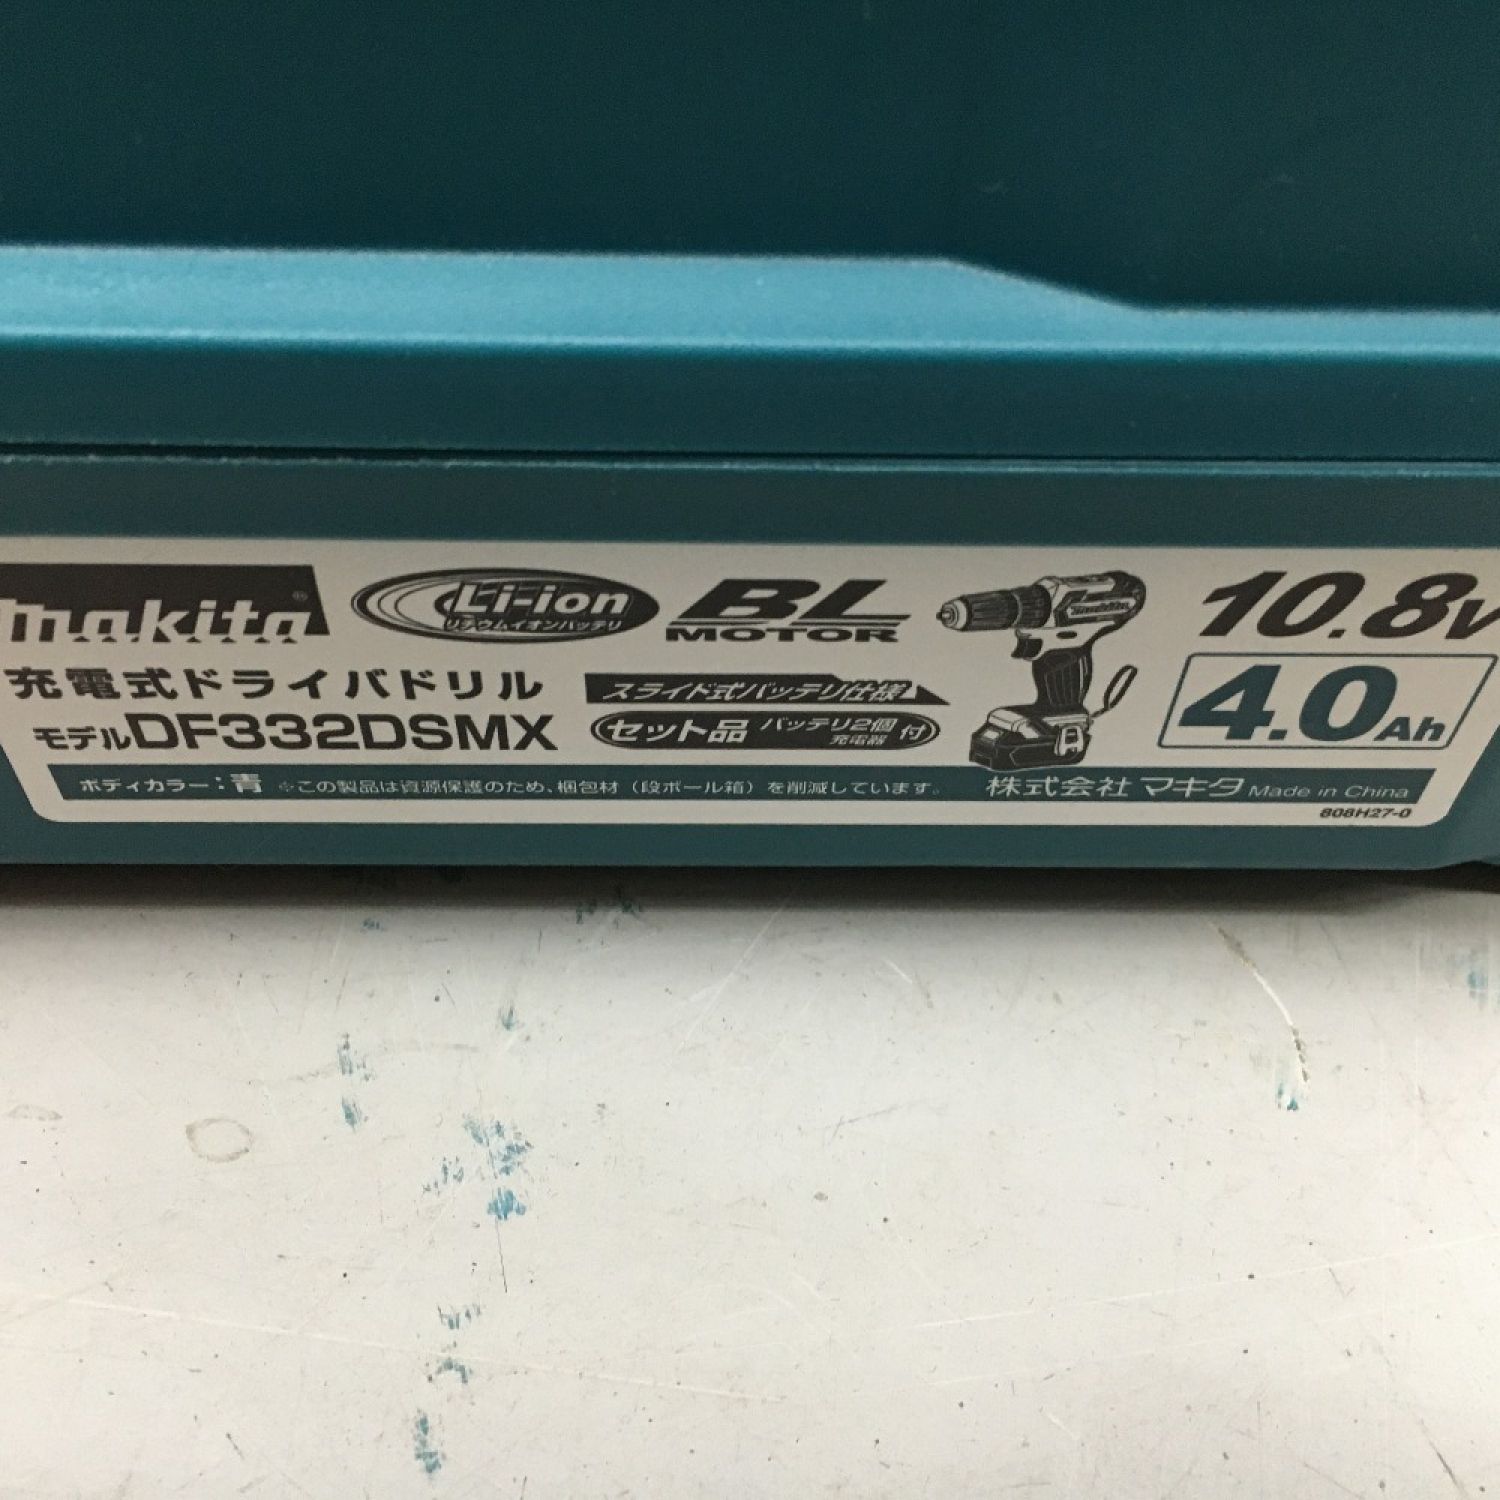 makita® Li-ion リチウムイオンバッテリ BL MOTOR 10.8V
充電式ドライバドリル スライド式バッテリ仕様 4.0Ah
モデルDF332DSMX セット品 バッテリ2個 充電器 付
ボディカラー：青 ※この製品は資源保護のため、梱包材（段ボール箱）を削減しています。 株式会社 マキタ Made in China
808H27-0